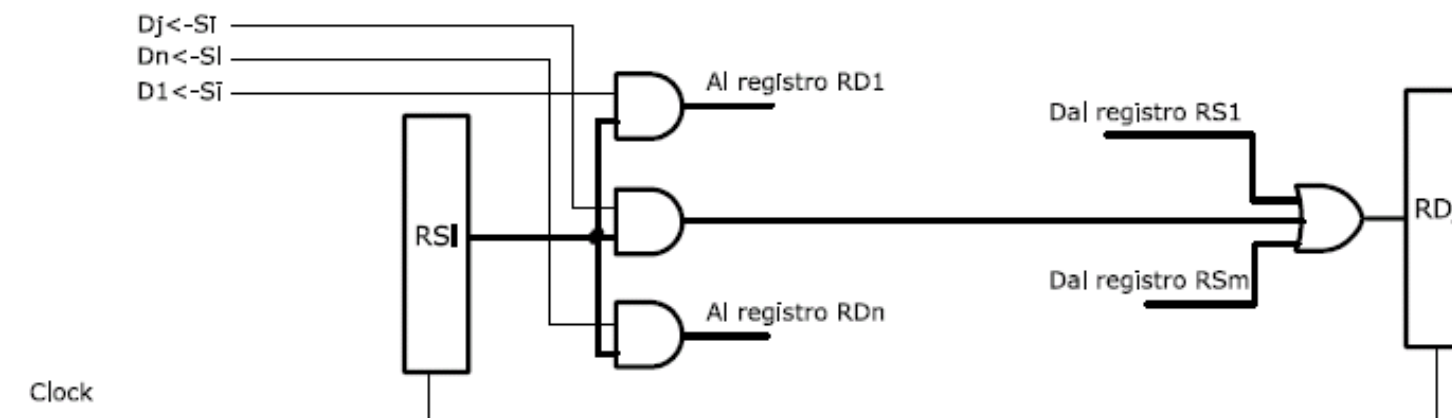 Dj<-Si
Dn<-Si
D1<-Si
Al registro RD1
Dal registro RS1
RSi
RD
Dal registro RSm
Al registro RDn
Clock